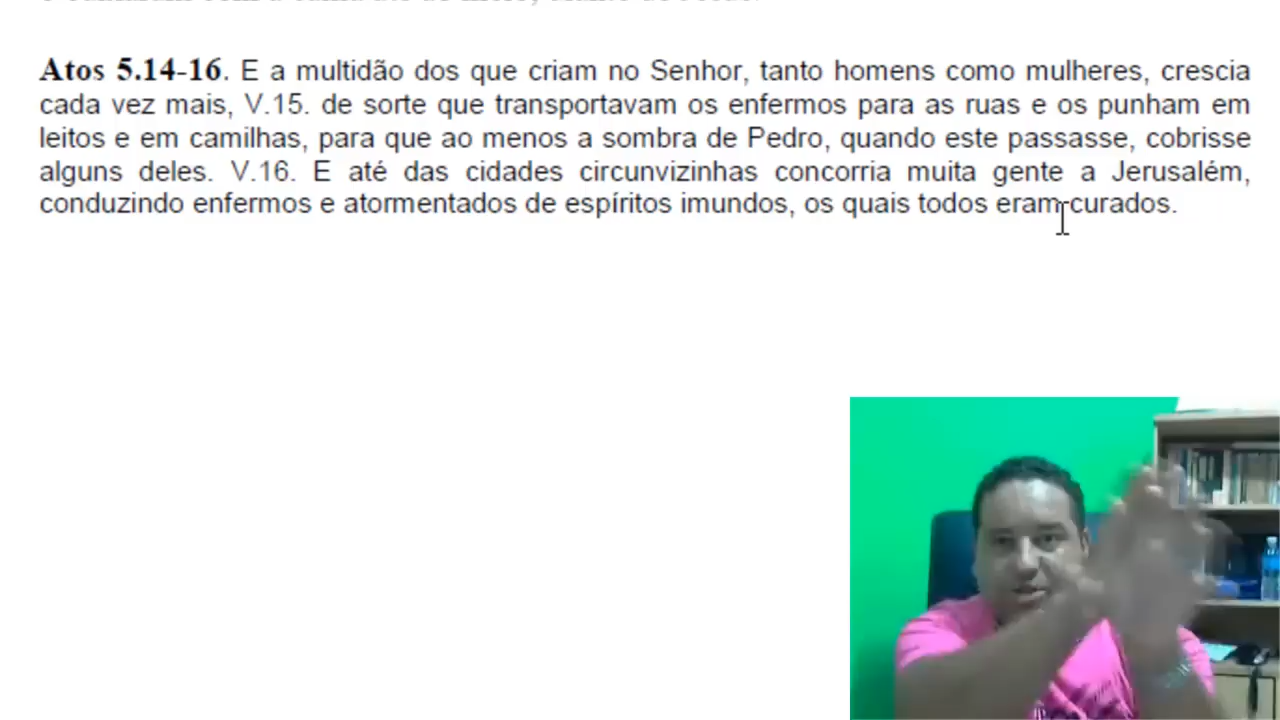 Atos 5.14-16. E a multidão dos que criam no Senhor, tanto homens como mulheres, crescia
cada vez mais, V.15. de sorte que transportavam os enfermos para as ruas e os punham em
leitos e em camilhas, para que ao menos a sombra de Pedro, quando este passasse, cobrisse
alguns deles. V.16. E até das cidades circunvizinhas concorria muita gente a Jerusalém,
conduzindo enfermos e atormentados de espíritos imundos, os quais todos eram curados.